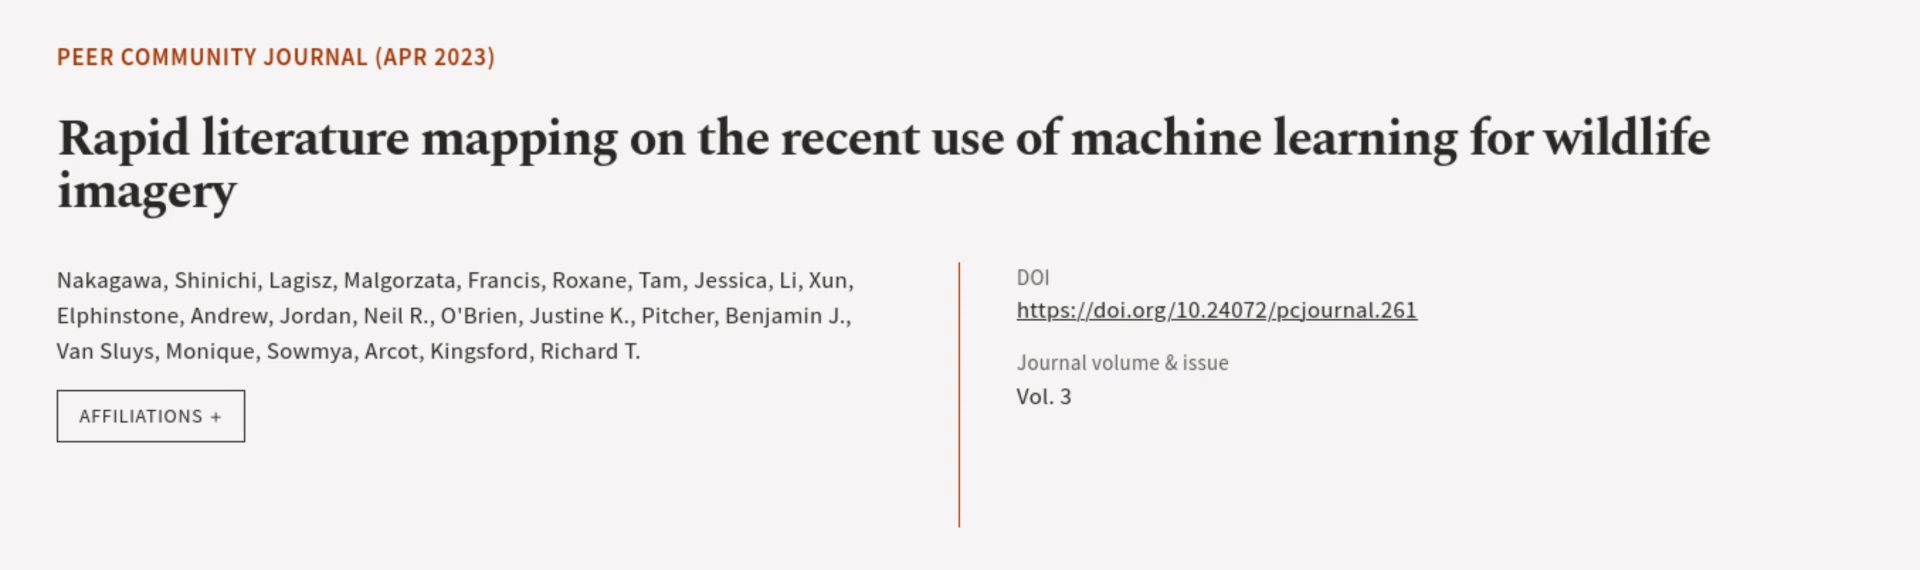 PEER COMMUNITY JOURNAL (APR 2023)
Rapid literature mapping on the recent use of machine learning for wildlife
imagery
Nakagawa, Shinichi, Lagisz, Malgorzata, Francis, Roxane, Tam, Jessica, Li, Xun,
Elphinstone, Andrew, Jordan, Neil R., O'Brien, Justine K., Pitcher, Benjamin J.,
Van Sluys, Monique, Sowmya, Arcot, Kingsford, Richard T.
AFFILIATIONS +
DOI
https://doi.org/10.24072/pcjournal.261
Journal volume & issue
Vol. 3